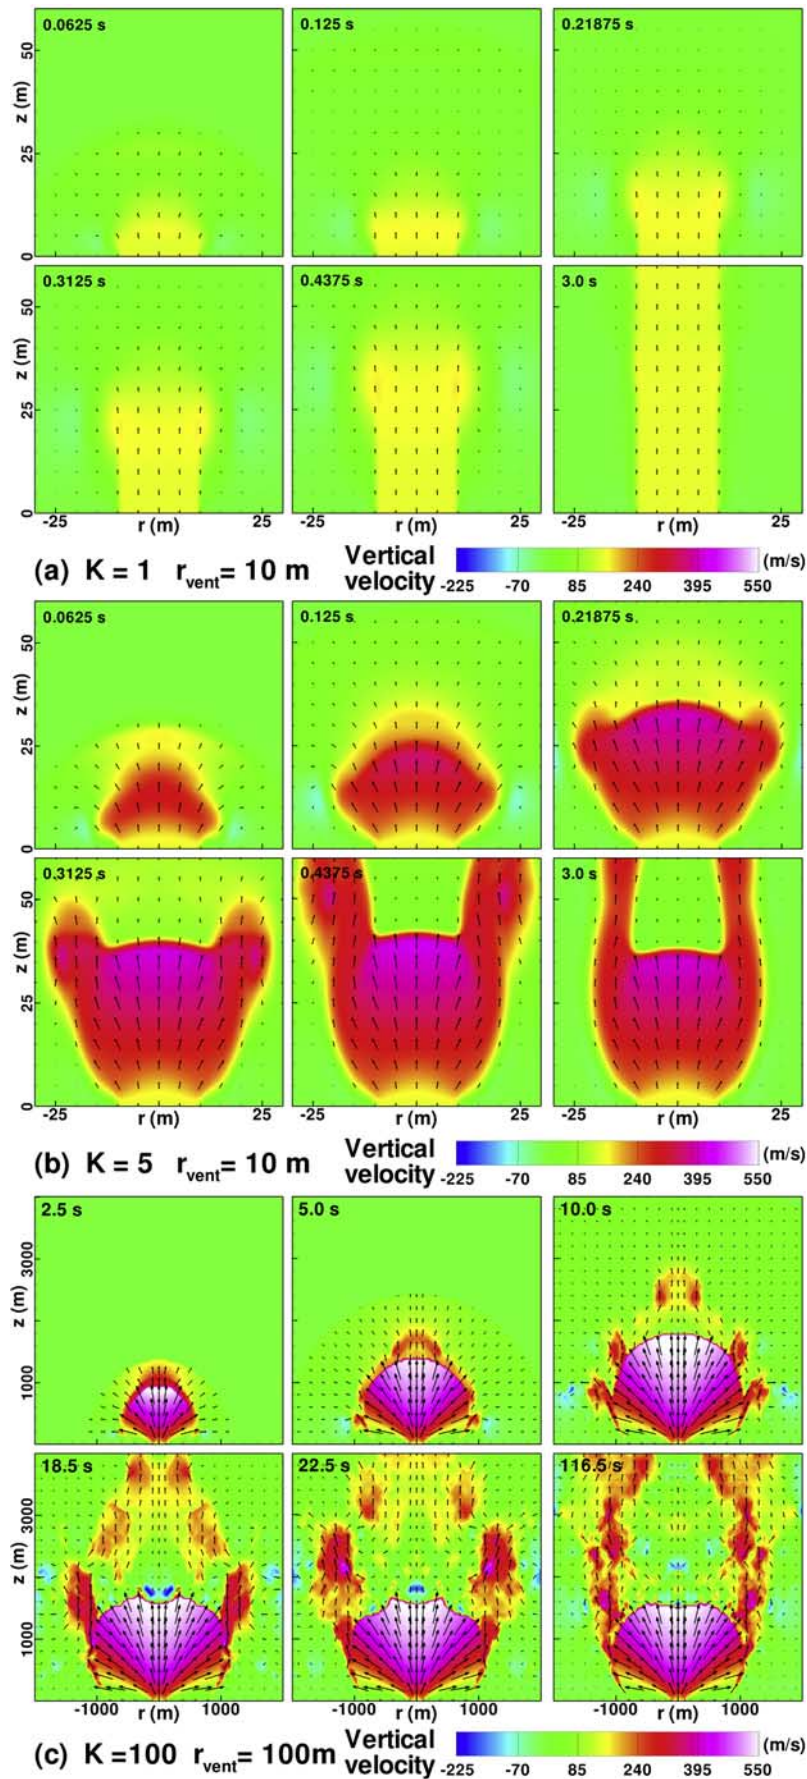 0.0625 s 0.125 s 0.21875 s
50
z (m)
25
0
0.3125 s 0.4375 s 3.0 s
50
z (m)
25
0
-25 r (m) 25 -25 r (m) 25 -25 r (m) 25
(a) K = 1 rvent= 10 m Vertical velocity (m/s)
-225 -70 85 240 395 550
0.0625 s 0.125 s 0.21875 s
50
z (m)
25
0
0.3125 s 0.4375 s 3.0 s
50
z (m)
25
0
-25 r (m) 25 -25 r (m) 25 -25 r (m) 25
(b) K = 5 rvent= 10 m Vertical velocity (m/s)
-225 -70 85 240 395 550
2.5 s 5.0 s 10.0 s
3000
z (m)
1000
18.5 s 22.5 s 116.5 s
3000
z (m)
1000
-1000 r (m) 1000 -1000 r (m) 1000 -1000 r (m) 1000
(c) K =100 rvent= 100m Vertical velocity (m/s)
-225 -70 85 240 395 550